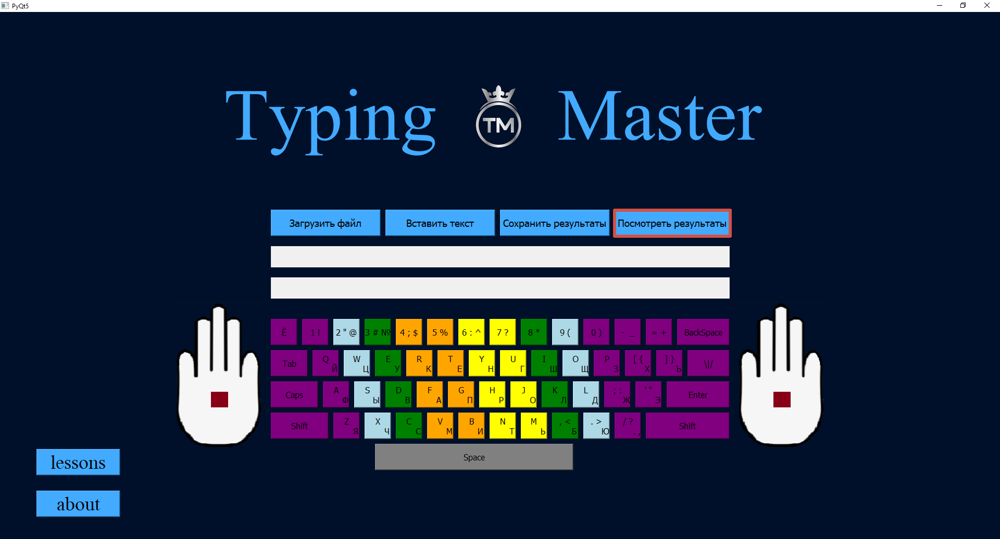 PyQt5
Typing TM Master
Загрузить файл Вставить текст Сохранить результаты Посмотреть результаты
Ё 1 ! 2 " @ 3 # № 4 ; $ 5 % 6 : ^ 7 ? 8 * 9 ( 0 ) - _ = + BackSpace
Tab Q Й W Ц E У R К T Е Y Н U Г I Ш O Щ P З [ { Х ] } Ъ \|/
Caps A Ф S Ы D В F А G П H Р J О K Л L Д ; : Ж ' " Э Enter
Shift Z Я X Ч C С V М B И N Т M Ь , < Б . > Ю / ? . , Shift
Space
lessons
about